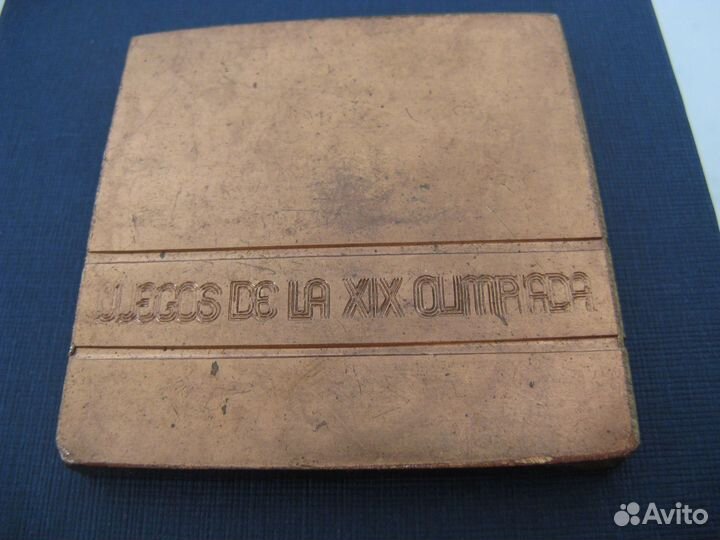 JUEGOS DE LA XIX OLIMPIADA
Avito